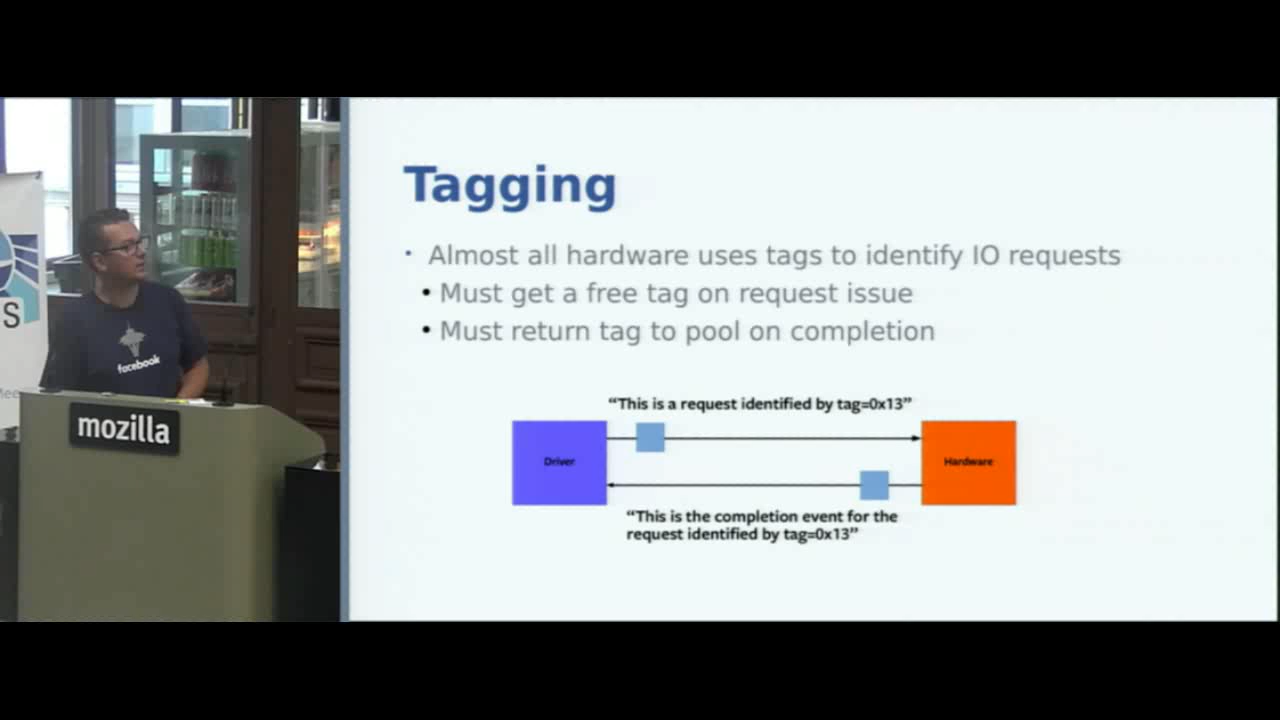 Tagging
Almost all hardware uses tags to identify IO requests
Must get a free tag on request issue
Must return tag to pool on completion
“This is a request identified by tag=0x13”
Driver
Hardware
“This is the completion event for the
request identified by tag=0x13”
S
facebook
mozilla